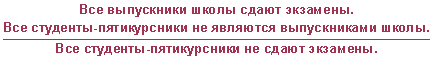 Все выпускники школы сдают экзамены.
Все студенты-пятикурсники не являются выпускниками школы.
Все студенты-пятикурсники не сдают экзамены.